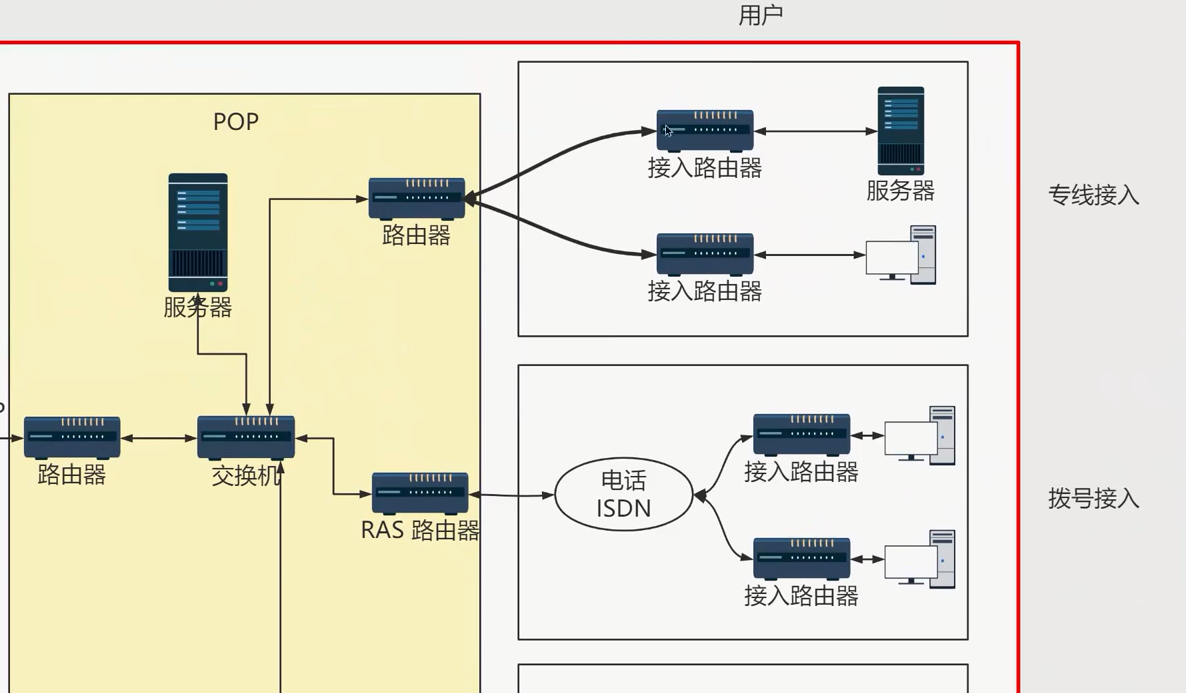 用户
POP
接入路由器
服务器
专线接入
路由器
服务器
接入路由器
路由器
交换机
RAS 路由器
电话
ISDN
接入路由器
拨号接入
接入路由器